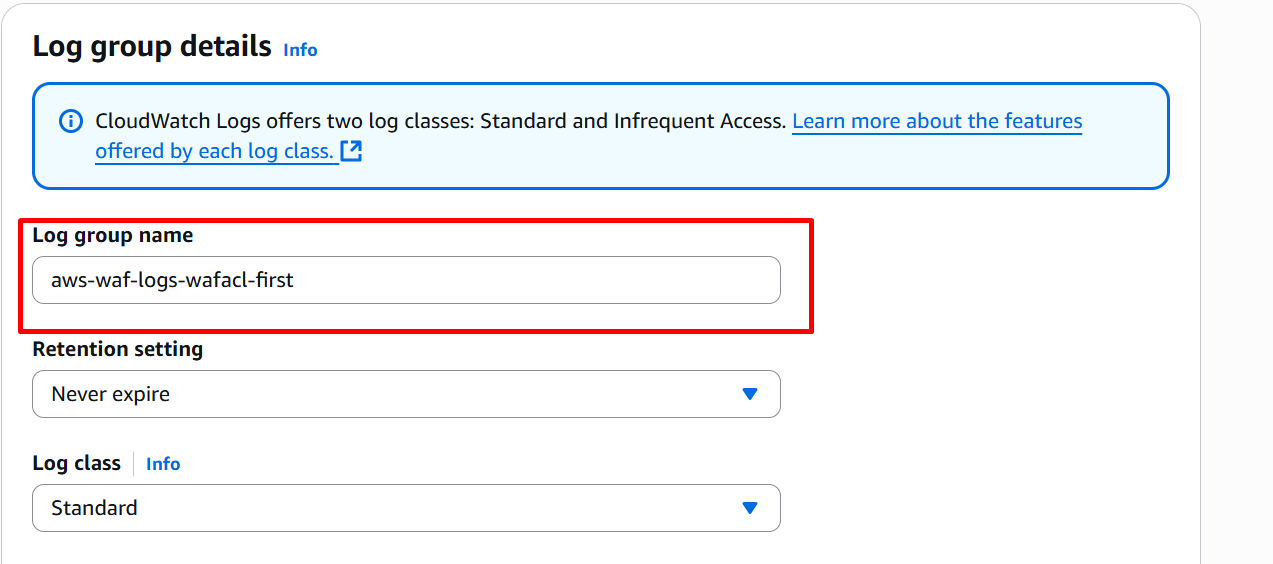 Log group details Info
CloudWatch Logs offers two log classes: Standard and Infrequent Access. Learn more about the features
offered by each log class.
Log group name
aws-waf-logs-wafacl-first
Retention setting
Never expire
Log class Info
Standard